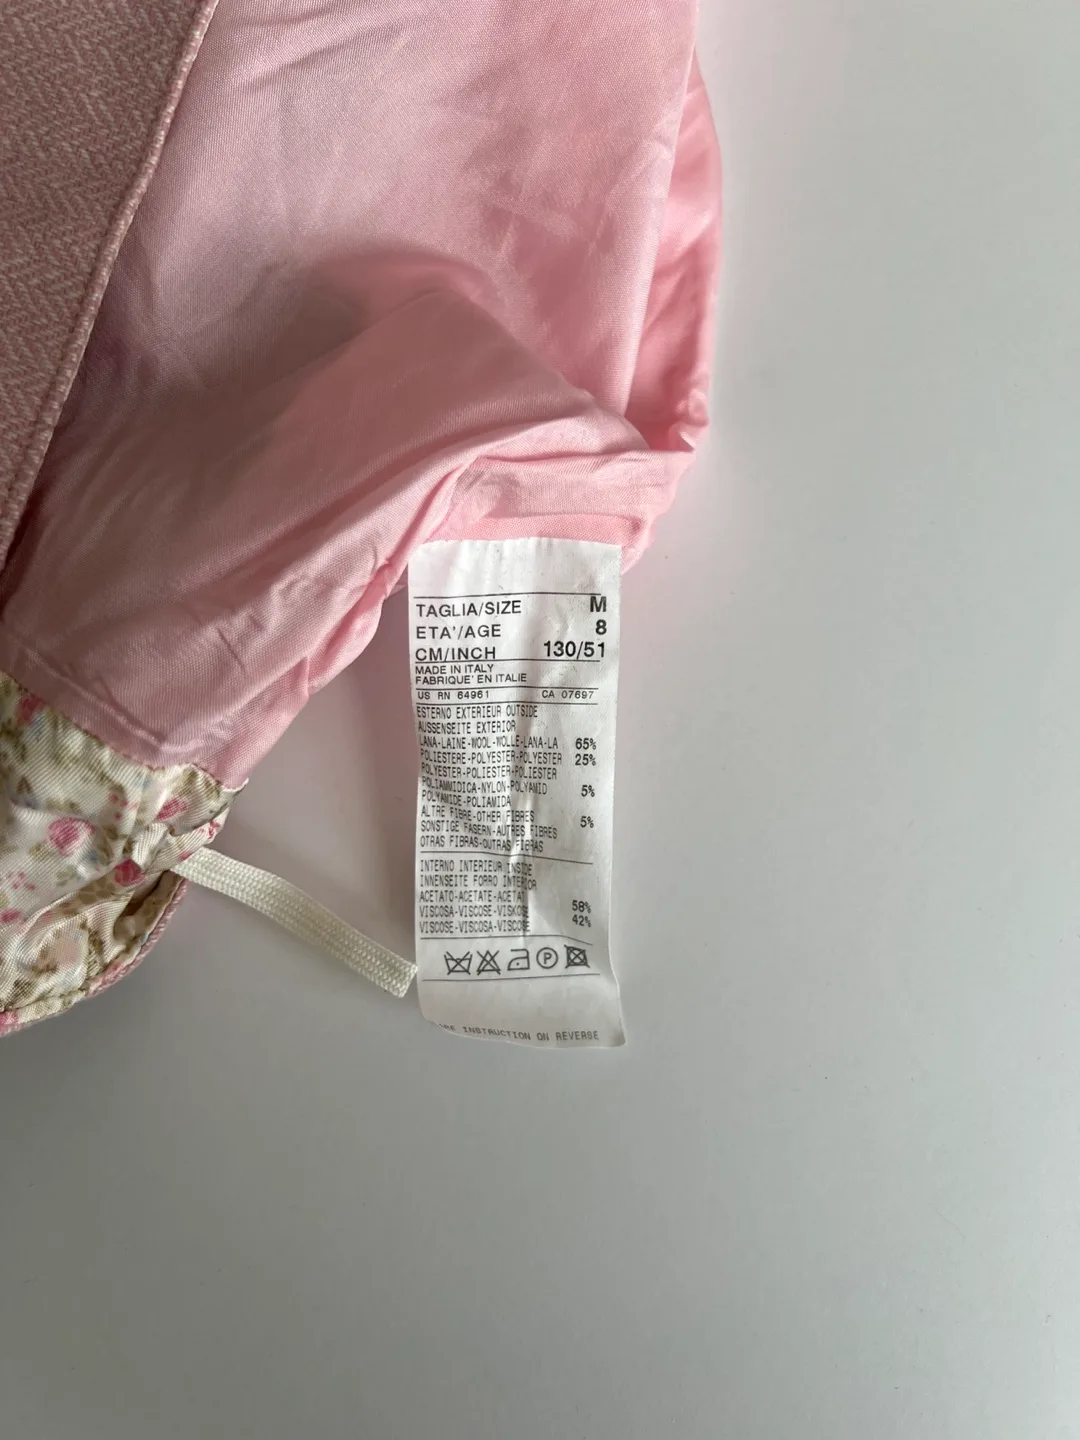 TAGLIA/SIZE M
ETA'/AGE 8
CM/INCH 130/51
MADE IN ITALY
FABRIQUE' EN ITALIE
US RN 64961 CA 07697
ESTERNO EXTERIEUR OUTSIDE
AUSSENSEITE EXTERIOR
LANA-LAINE-WOOL-WOLLE-LANA-LA 65%
POLIESTERE-POLYESTER-POLYESTER 25%
POLYESTER-POLIESTER-POLIESTER
POLIAMMIDICA-NYLON-POLYAMID 5%
POLYAMIDE-POLIAMIDA
ALTRE FIBRE-OTHER FIBRES 5%
SONSTIGE FASERN-AUTRES FIBRES
OTRAS FIBRAS-OUTRAS FIBRAS
INTERNO INTERIEUR INSIDE
INNENSEITE FORRO INTERIOR
ACETATO-ACETATE-ACETAT 58%
VISCOSA-VISCOSE-VISKOSE 42%
VISCOSE-VISCOSA-VISCOSE
P
INSTRUCTION ON REVERSE